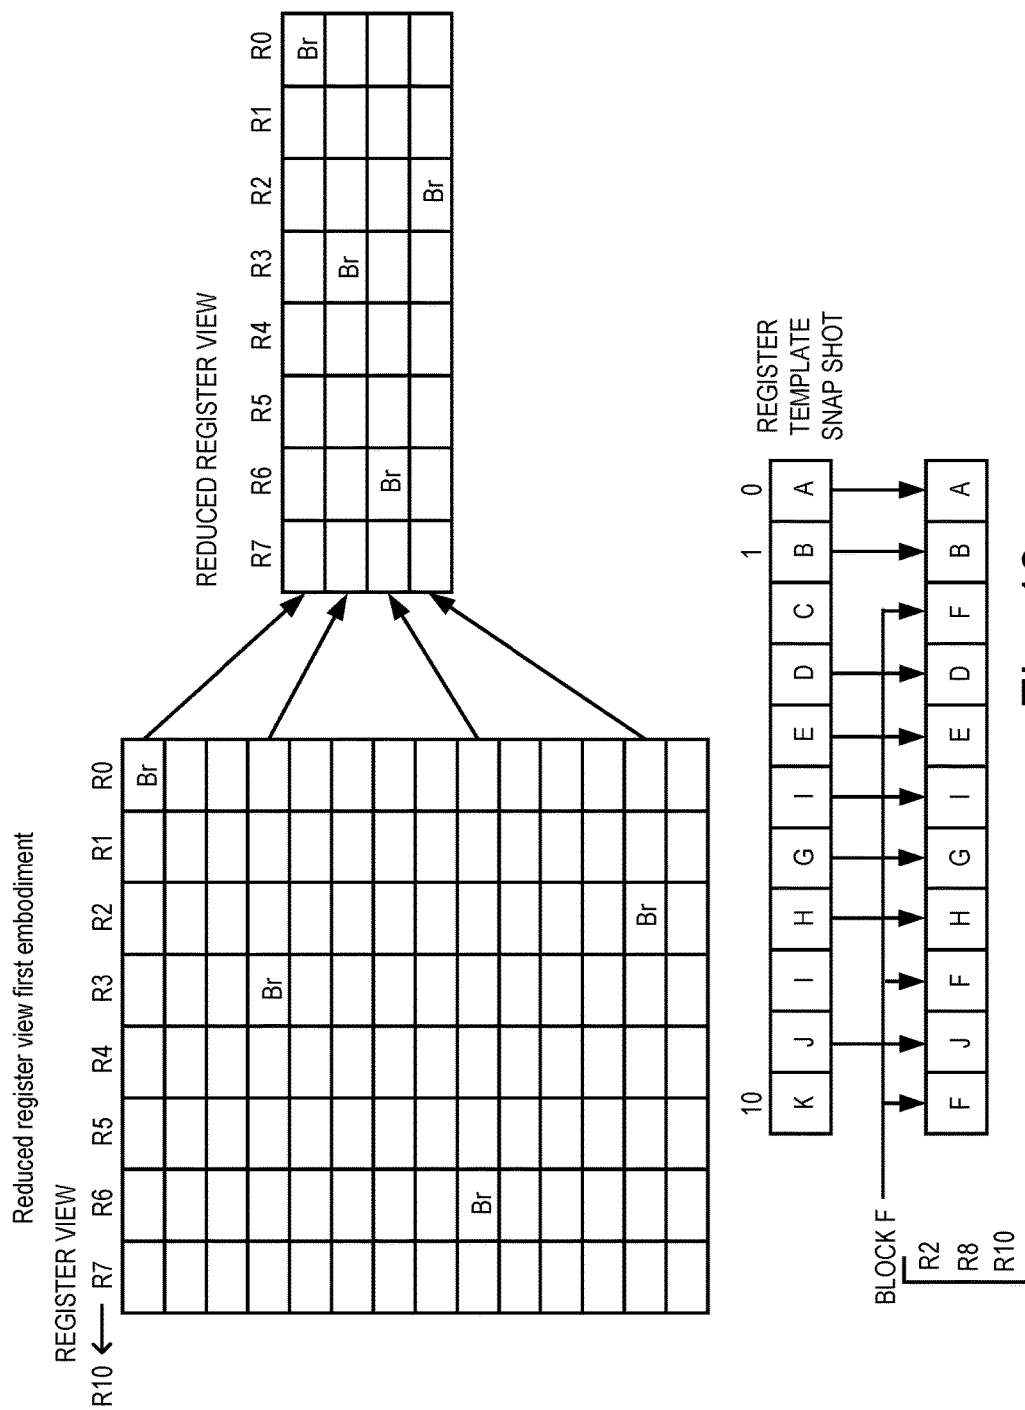 Reduced register view first embodiment
REGISTER VIEW
R10 R7 R6 R5 R4 R3 R2 R1 R0
Br
Br
Br
Br
REDUCED REGISTER VIEW
R7 R6 R5 R4 R3 R2 R1 R0
Br
Br
Br
Br
10 1 0
K J I H G I E D C B A
REGISTER
TEMPLATE
SNAP SHOT
BLOCK F
F J F H G I E D F B A
R2
R8
R10